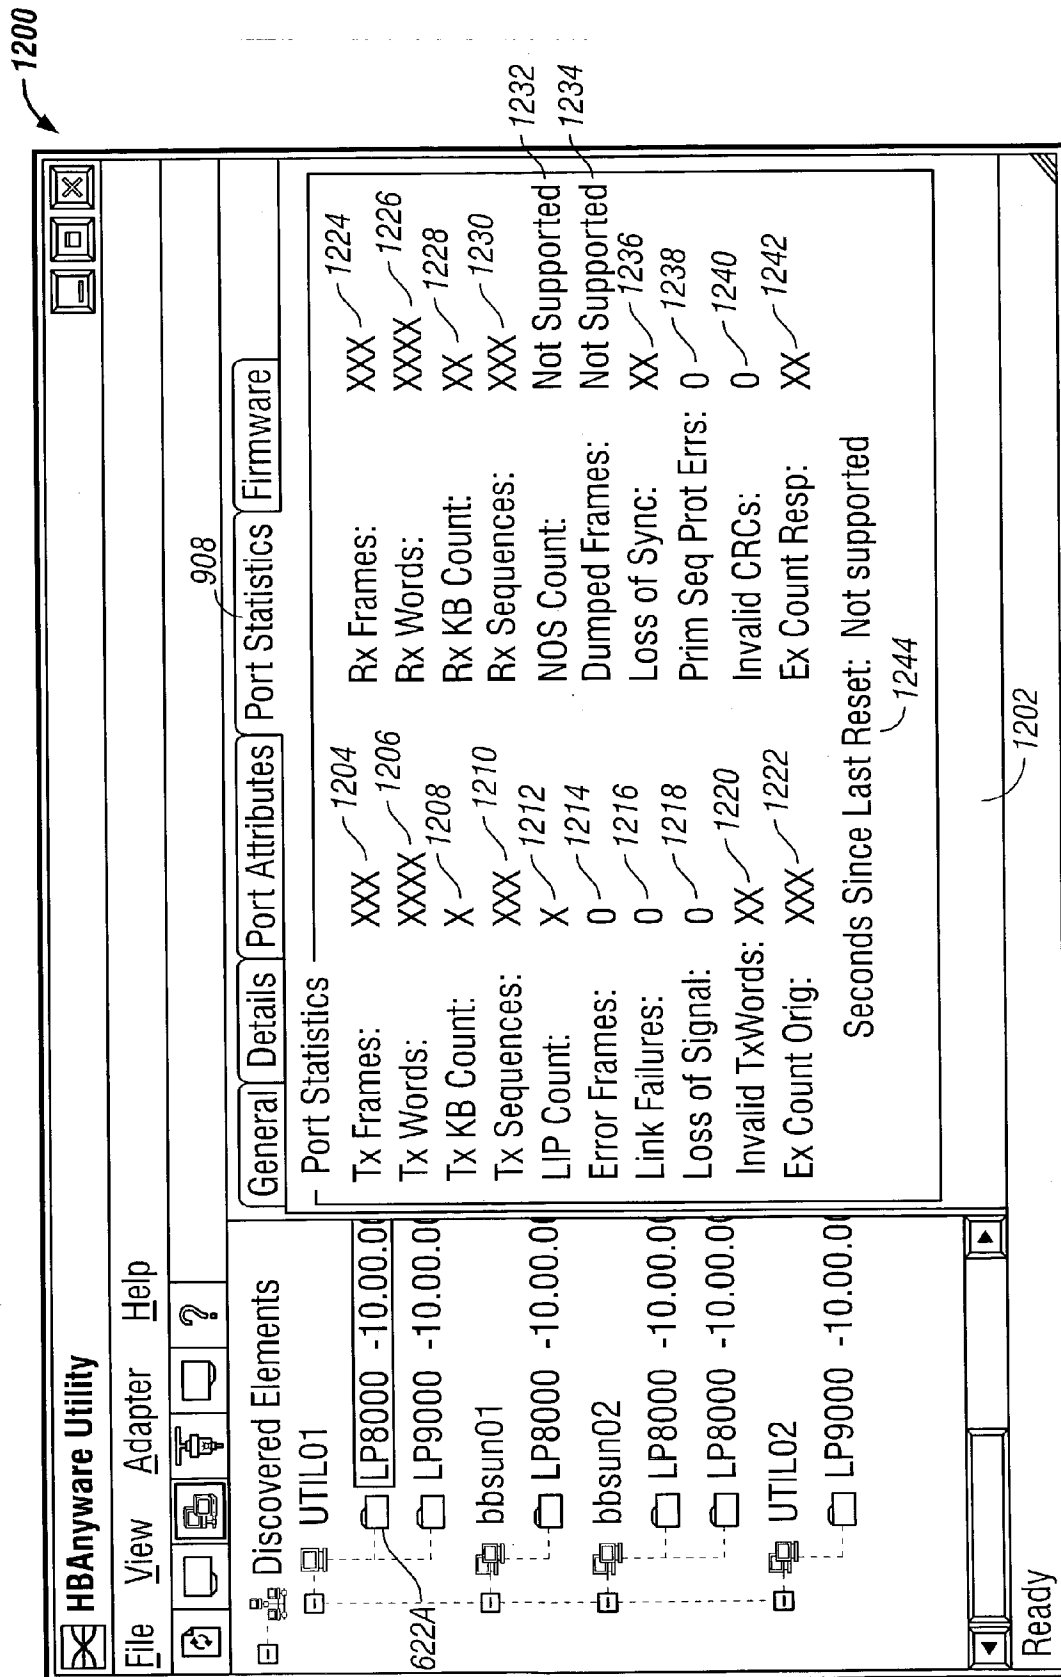 1200
HBAnyware Utility
File View Adapter Help
?
Discovered Elements
UTIL01
LP8000 -10.00.00
LP9000 -10.00.00
bbsun01
LP8000 -10.00.00
bbsun02
LP8000 -10.00.00
LP8000 -10.00.00
UTIL02
LP9000 -10.00.00
622A
908
General Details Port Attributes Port Statistics Firmware
Port Statistics
Tx Frames: XXX 1204 Rx Frames: XXX 1224
Tx Words: XXXX 1206 Rx Words: XXXX 1226
Tx KB Count: X 1208 Rx KB Count: XX 1228
Tx Sequences: XXX 1210 Rx Sequences: XXX 1230
LIP Count: X 1212 NOS Count: Not Supported 1232
Error Frames: 0 1214 Dumped Frames: Not Supported 1234
Link Failures: 0 1216 Loss of Sync: XX 1236
Loss of Signal: 0 1218 Prim Seq Prot Errs: 0 1238
Invalid TxWords: XX 1220 Invalid CRCs: 0 1240
Ex Count Orig: XXX 1222 Ex Count Resp: XX 1242
Seconds Since Last Reset: Not supported
1244
1202
Ready